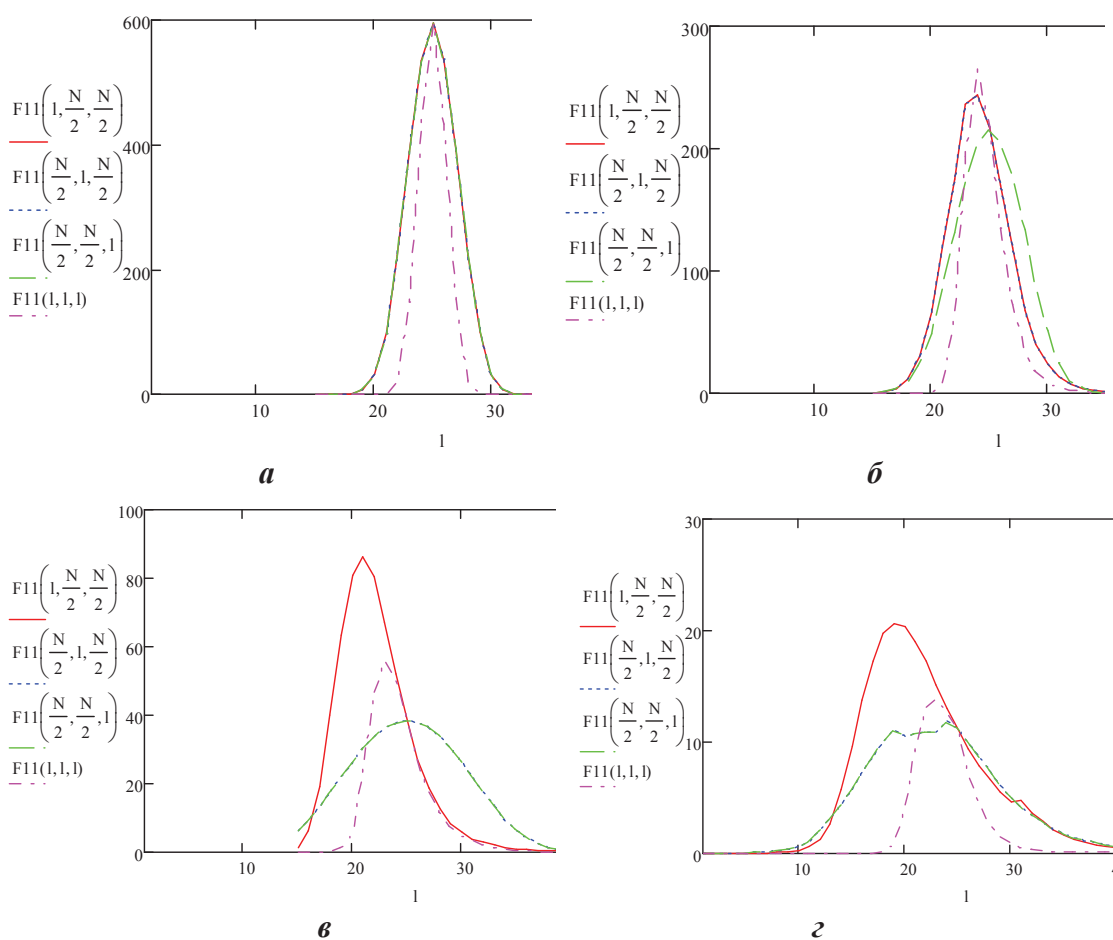 600
400
200
0
10
20
30
l
F11(l, N/2, N/2)
F11(N/2, l, N/2)
F11(N/2, N/2, l)
F11(l,l,l)
а
300
200
100
0
10
20
30
l
F11(l, N/2, N/2)
F11(N/2, l, N/2)
F11(N/2, N/2, l)
F11(l,l,l)
б
100
80
60
40
20
0
10
20
30
l
F11(l, N/2, N/2)
F11(N/2, l, N/2)
F11(N/2, N/2, l)
F11(l,l,l)
в
30
20
10
0
10
20
30
4
l
F11(l, N/2, N/2)
F11(N/2, l, N/2)
F11(N/2, N/2, l)
F11(l,l,l)
г